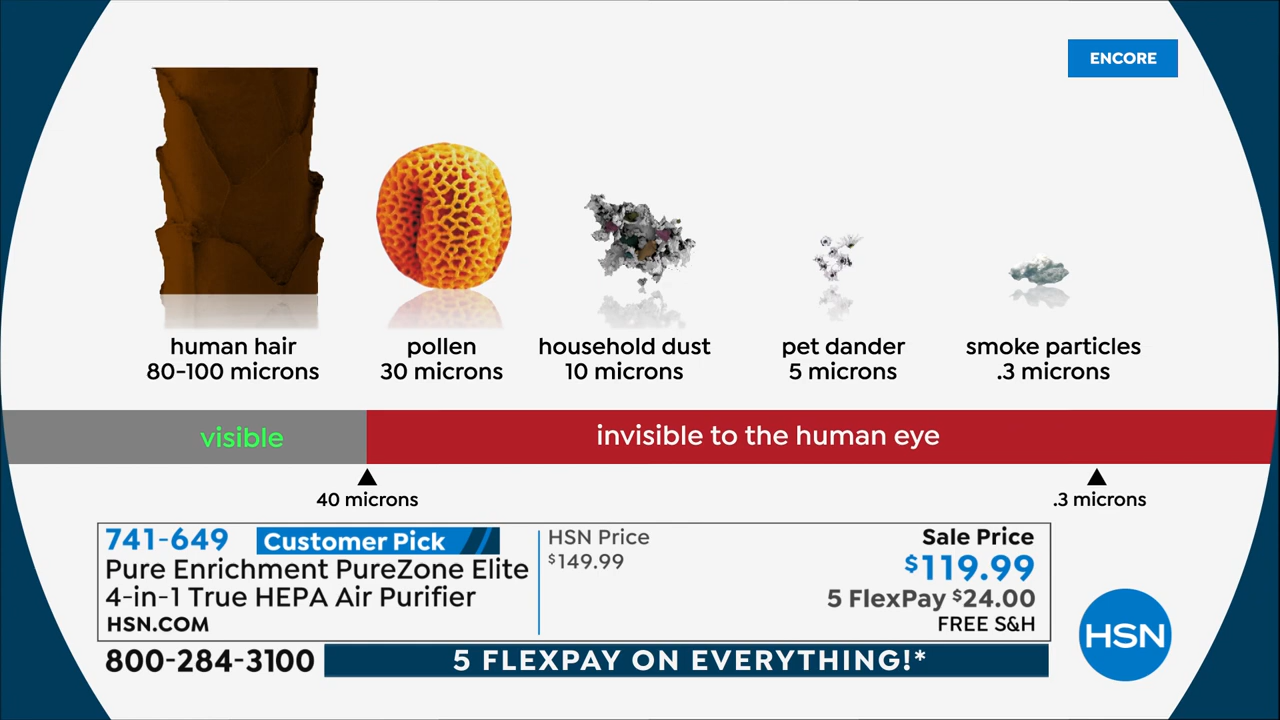 ENCORE
human hair
80-100 microns
pollen
30 microns
household dust
10 microns
pet dander
5 microns
smoke particles
.3 microns
visible
invisible to the human eye
40 microns
.3 microns
741-649 Customer Pick
Pure Enrichment PureZone Elite
4-in-1 True HEPA Air Purifier
HSN.COM
HSN Price
$149.99
Sale Price
$119.99
5 FlexPay $24.00
FREE S&H
HSN
800-284-3100
5 FLEXPAY ON EVERYTHING!*